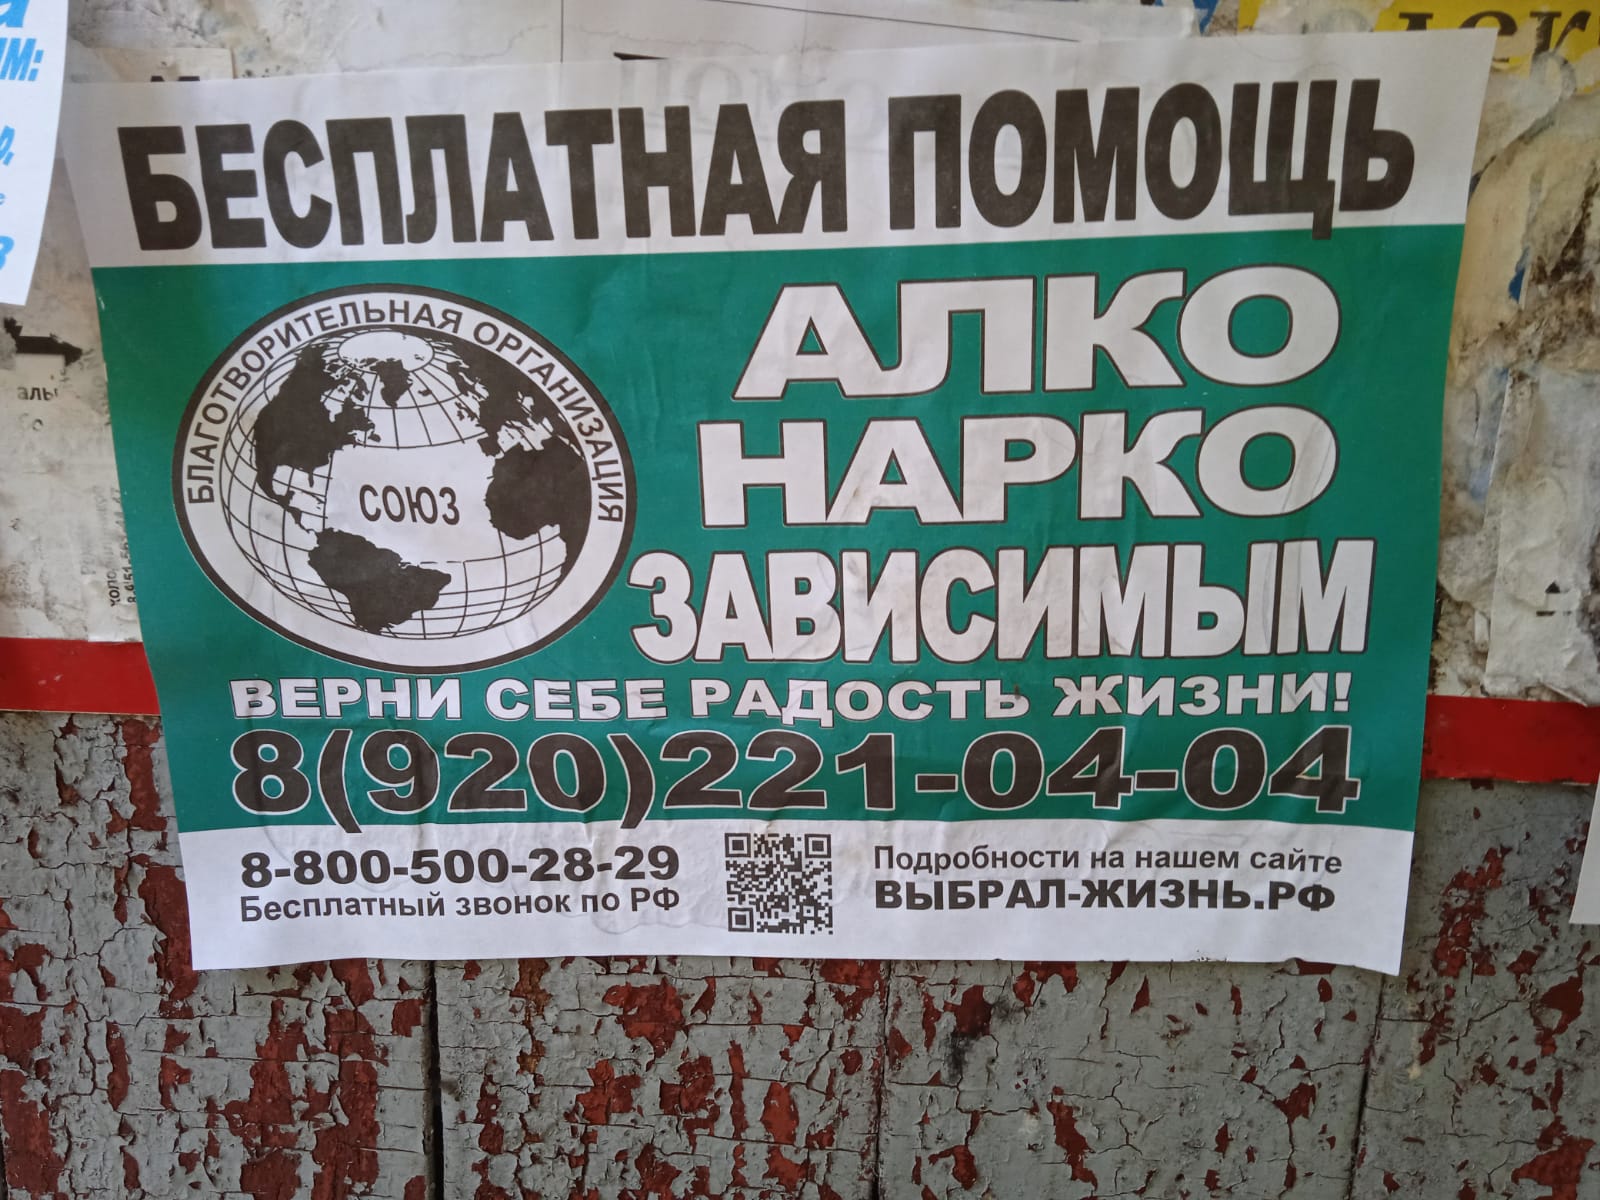 БЕСПЛАТНАЯ ПОМОЩЬ
БЛАГОТВОРИТЕЛЬНАЯ ОРГАНИЗАЦИЯ
СОЮЗ
АЛКО
НАРКО
ЗАВИСИМЫМ
ВЕРНИ СЕБЕ РАДОСТЬ ЖИЗНИ!
8(920)221-04-04
8-800-500-28-29
Бесплатный звонок по РФ
Подробности на нашем сайте
ВЫБРАЛ-ЖИЗНЬ.РФ